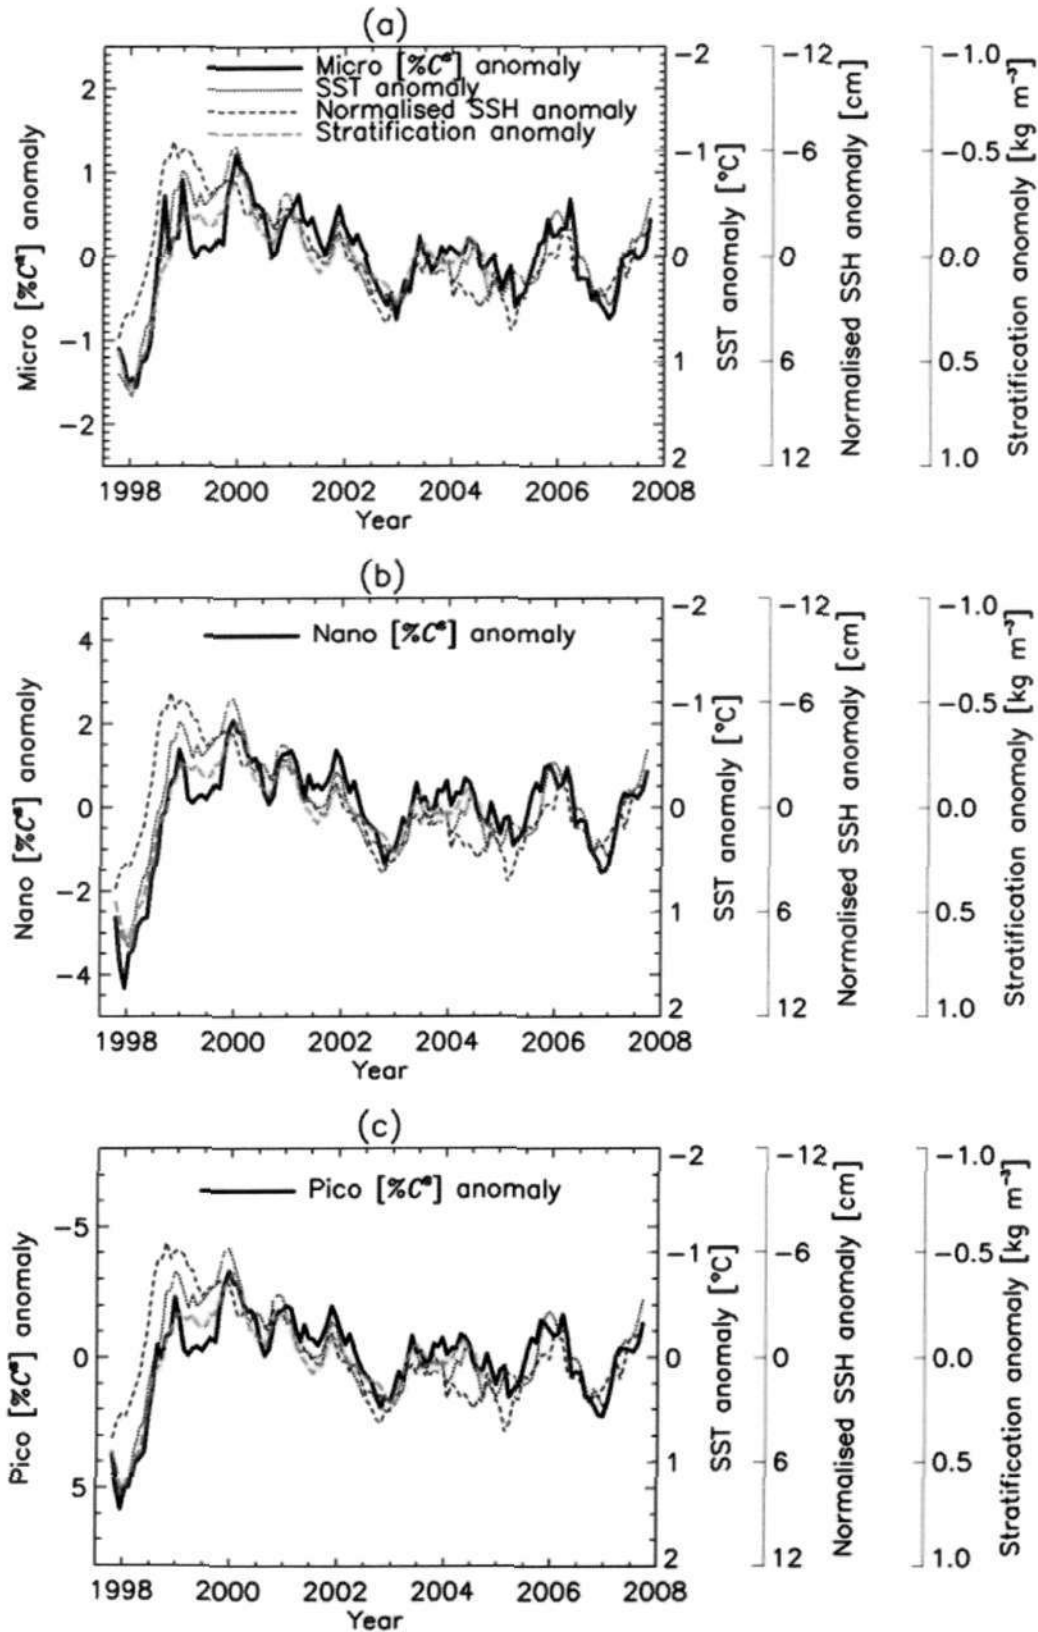 (a)
Micro [%Cᵃ] anomaly
SST anomaly
Normalised SSH anomaly
Stratification anomaly
Micro [%Cᵃ] anomaly
2
1
0
−1
−2
1998 2000 2002 2004 2006 2008
Year
−2
−1
0
1
2
SST anomaly [°C]
−12
−6
0
6
12
Normalised SSH anomaly [cm]
−1.0
−0.5
0.0
0.5
1.0
Stratification anomaly [kg m⁻³]
(b)
Nano [%Cᵃ] anomaly
Nano [%Cᵃ] anomaly
4
2
0
−2
−4
1998 2000 2002 2004 2006 2008
Year
−2
−1
0
1
2
SST anomaly [°C]
−12
−6
0
6
12
Normalised SSH anomaly [cm]
−1.0
−0.5
0.0
0.5
1.0
Stratification anomaly [kg m⁻³]
(c)
Pico [%Cᵃ] anomaly
Pico [%Cᵃ] anomaly
−5
0
5
1998 2000 2002 2004 2006 2008
Year
−2
−1
0
1
2
SST anomaly [°C]
−12
−6
0
6
12
Normalised SSH anomaly [cm]
−1.0
−0.5
0.0
0.5
1.0
Stratification anomaly [kg m⁻³]